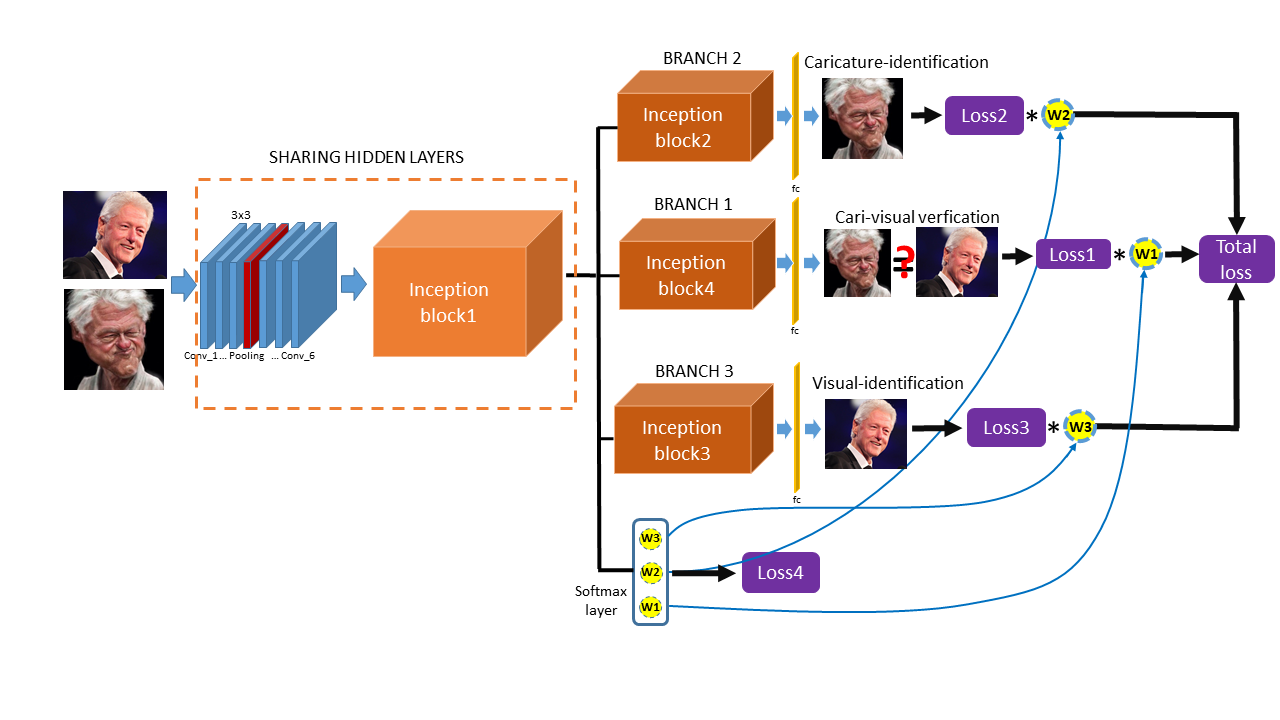 BRANCH 2
Caricature-identification
Inception
block2
Loss2
*
W2
fc
SHARING HIDDEN LAYERS
3x3
Inception
block1
Conv_1... Pooling ... Conv_6
BRANCH 1
Cari-visual verfication
Inception
block4
?
=
Loss1
*
W1
Total
loss
fc
BRANCH 3
Visual-identification
Inception
block3
Loss3
*
W3
fc
W3
W2
W1
Loss4
Softmax
layer